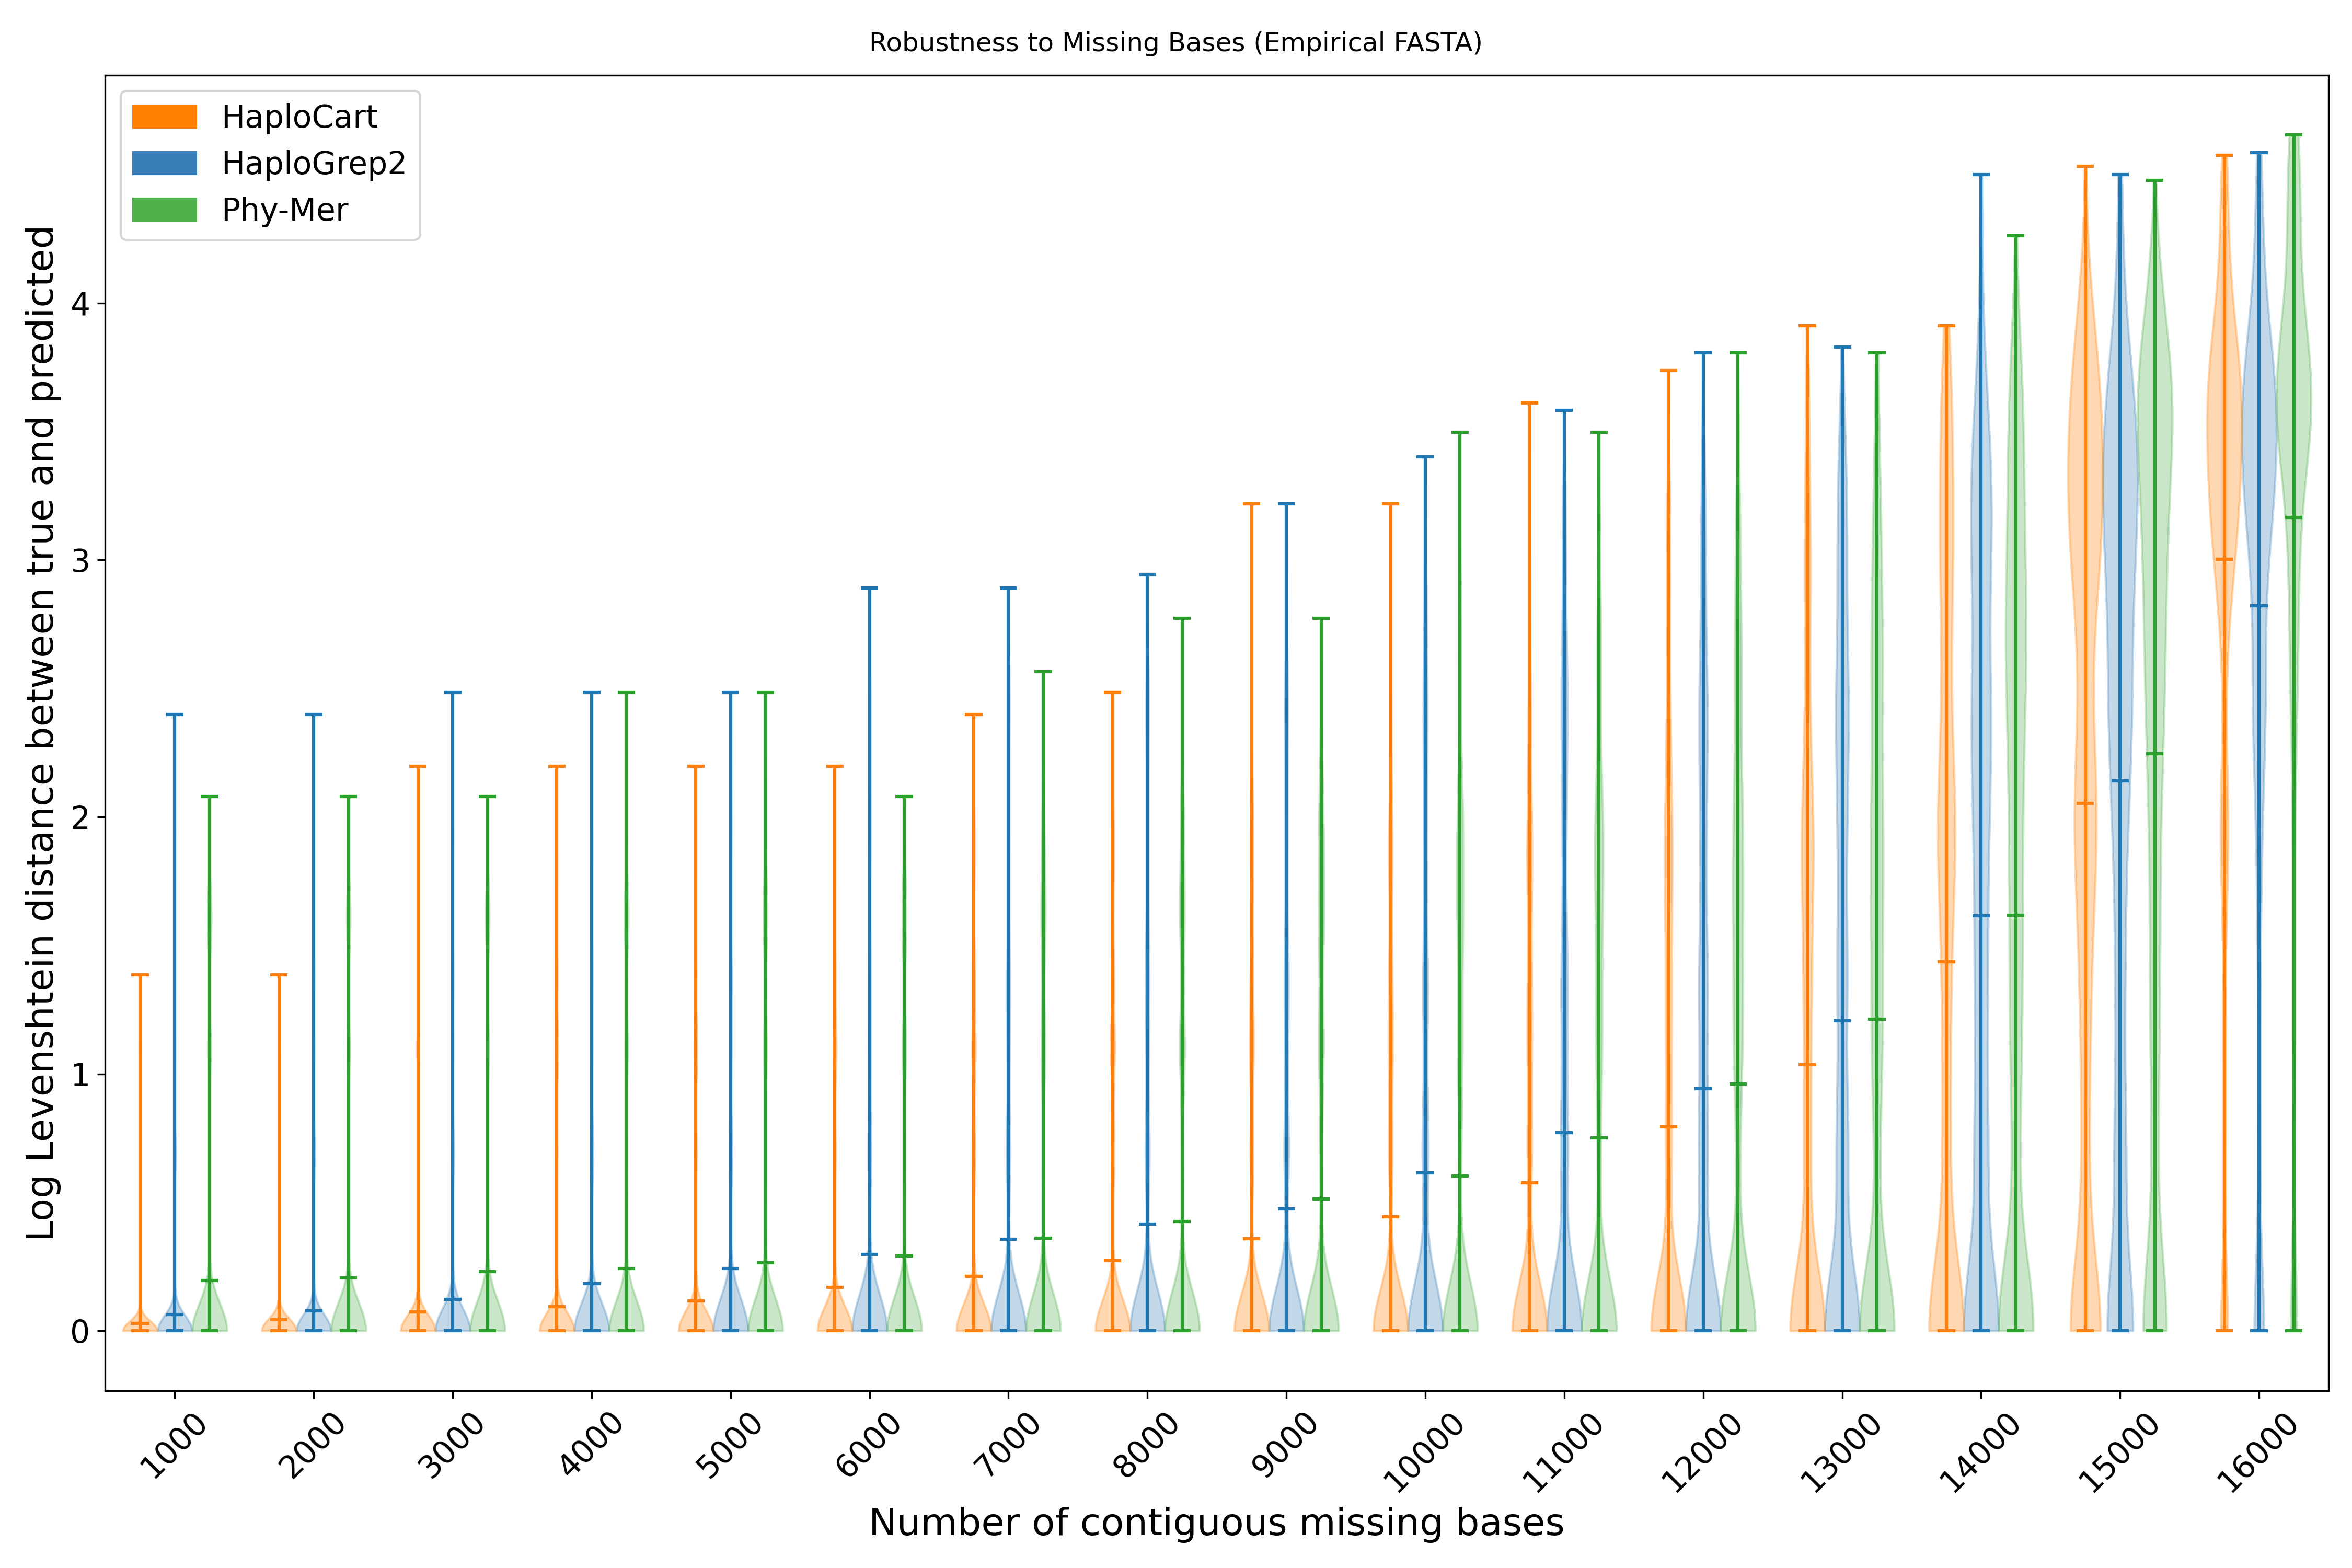 Robustness to Missing Bases (Empirical FASTA)
HaploCart
HaploGrep2
Phy-Mer
Log Levenshtein distance between true and predicted
4
3
2
1
0
1000 2000 3000 4000 5000 6000 7000 8000 9000 10000 11000 12000 13000 14000 15000 16000
Number of contiguous missing bases